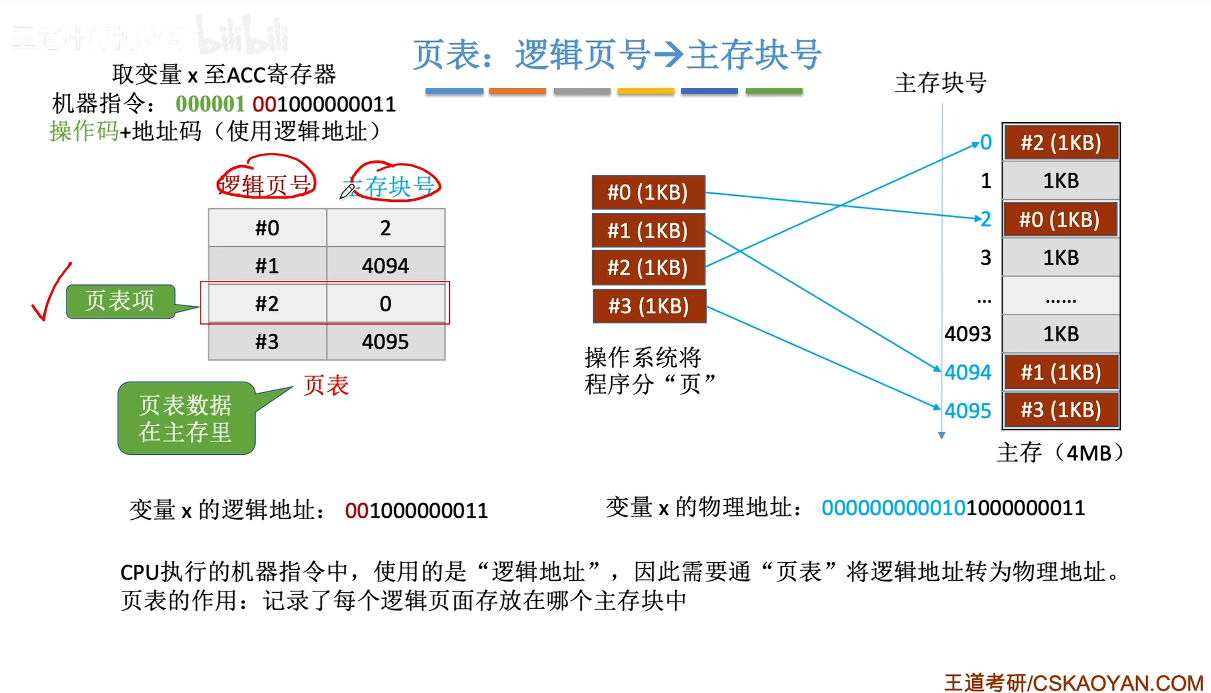 王道计算机教育 bilibili
页表：逻辑页号→主存块号
取变量 x 至ACC寄存器
机器指令： 000001 001000000011
操作码+地址码（使用逻辑地址）
逻辑页号 主存块号
#0 2
#1 4094
#2 0
#3 4095
页表项
页表
页表数据
在主存里
#0 (1KB)
#1 (1KB)
#2 (1KB)
#3 (1KB)
操作系统将
程序分“页”
主存块号
0 #2 (1KB)
1 1KB
2 #0 (1KB)
3 1KB
... ……
4093 1KB
4094 #1 (1KB)
4095 #3 (1KB)
主存（4MB）
变量 x 的逻辑地址： 001000000011
变量 x 的物理地址： 0000000000101000000011
CPU执行的机器指令中，使用的是“逻辑地址”，因此需要通“页表”将逻辑地址转为物理地址。
页表的作用：记录了每个逻辑页面存放在哪个主存块中
王道考研/CSKAOYAN.COM